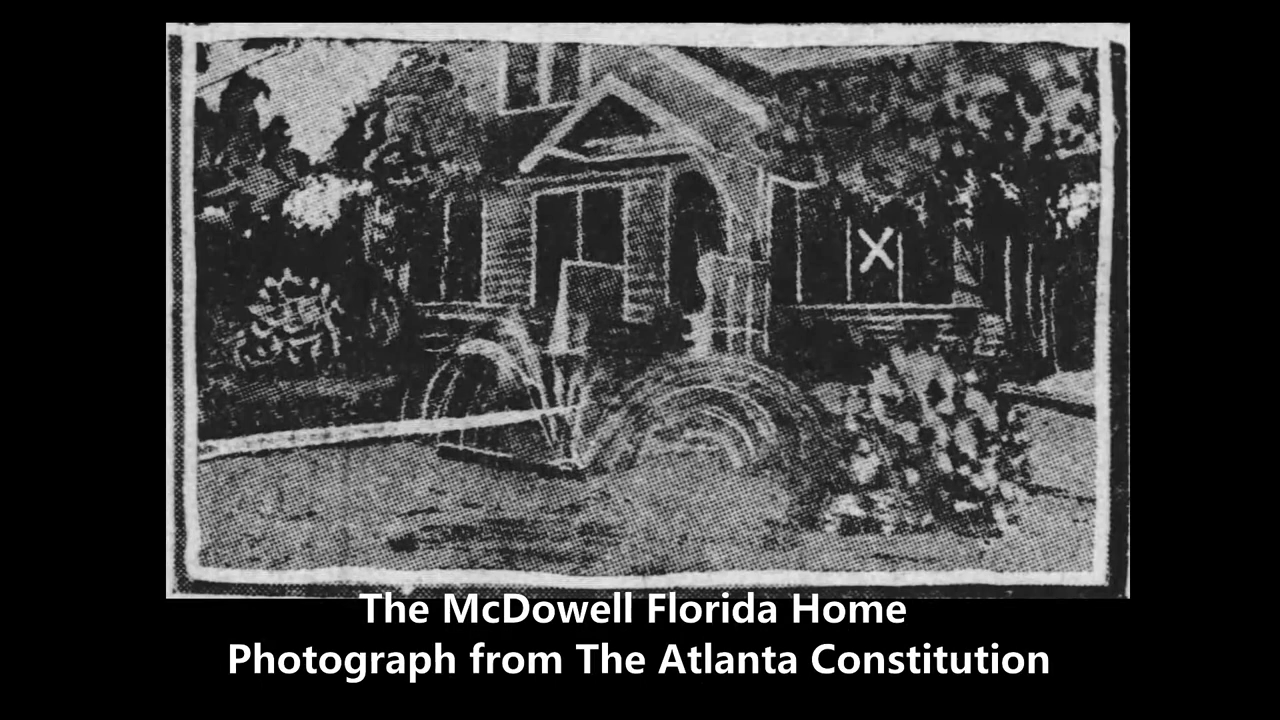 X
The McDowell Florida Home
Photograph from The Atlanta Constitution